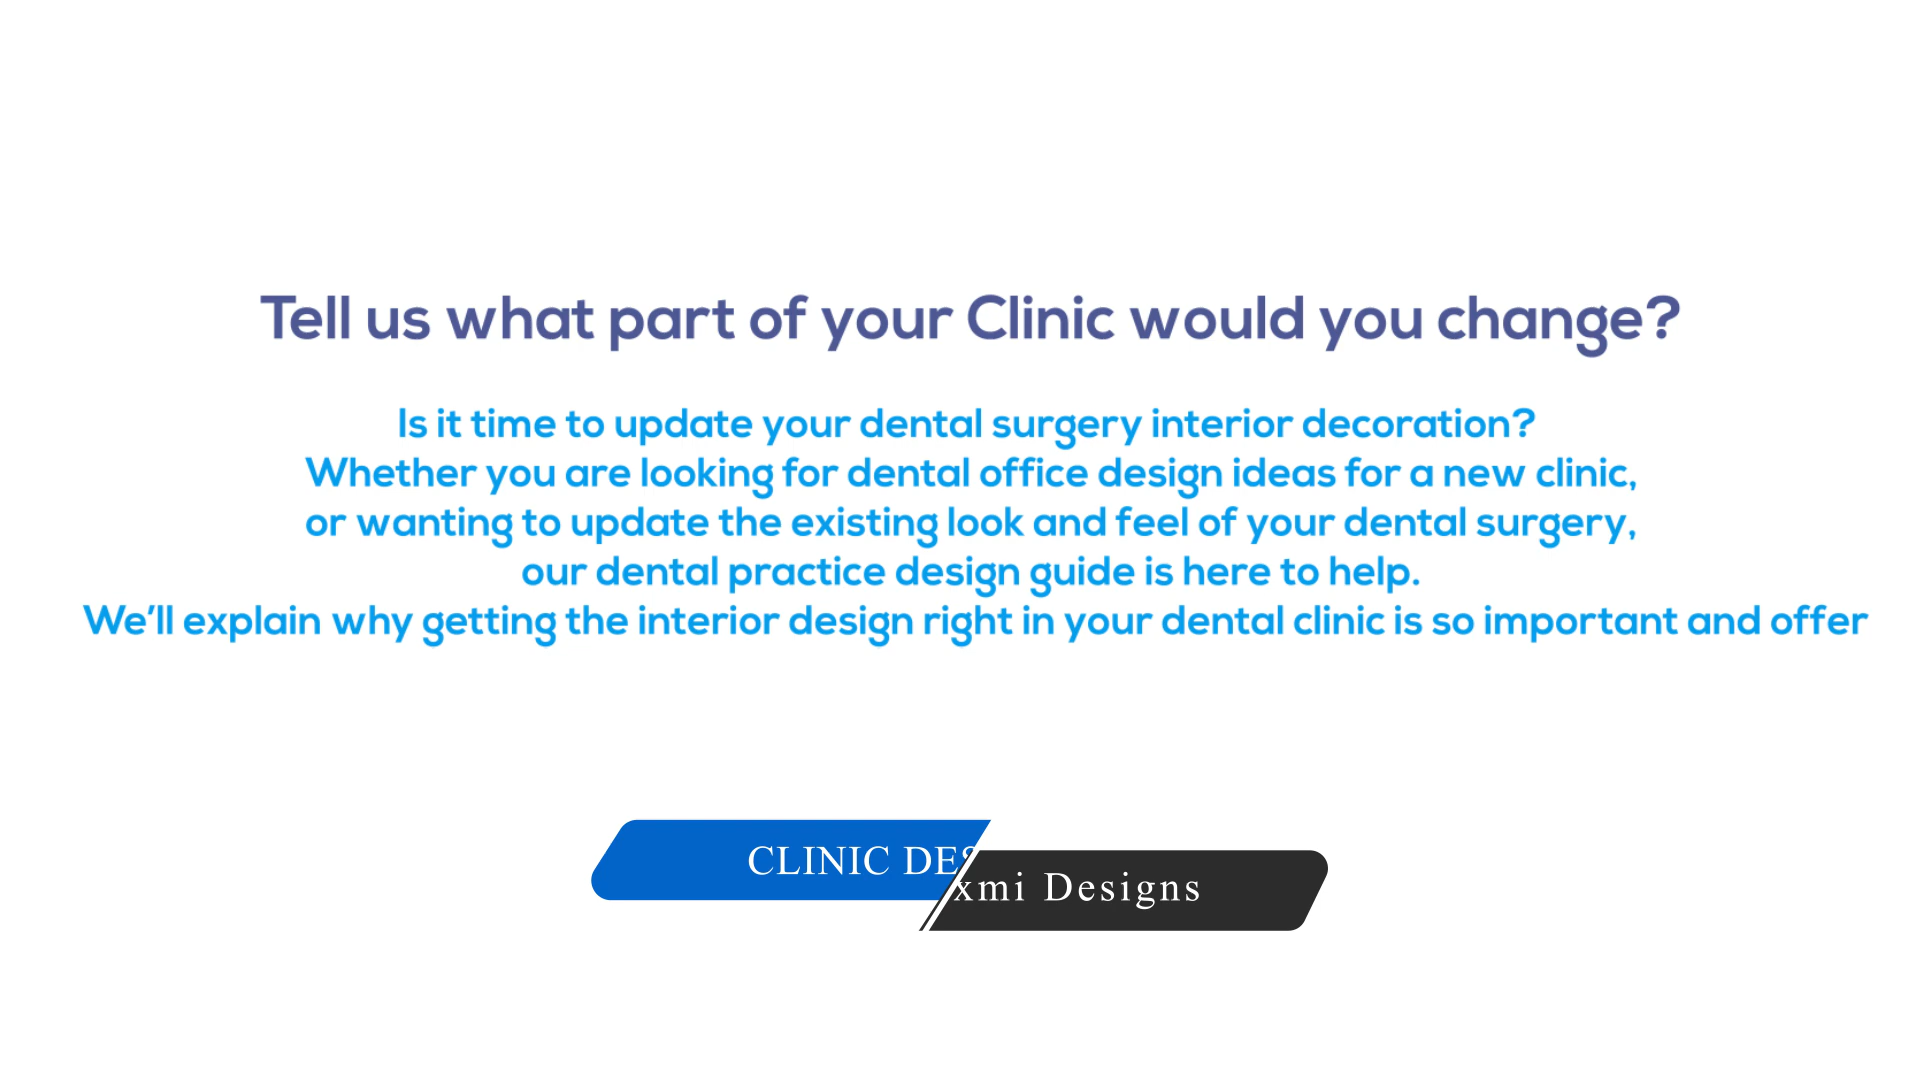 Tell us what part of your Clinic would you change?
Is it time to update your dental surgery interior decoration?
Whether you are looking for dental office design ideas for a new clinic,
or wanting to update the existing look and feel of your dental surgery,
our dental practice design guide is here to help.
We’ll explain why getting the interior design right in your dental clinic is so important and offer
CLINIC DES
xmi Designs